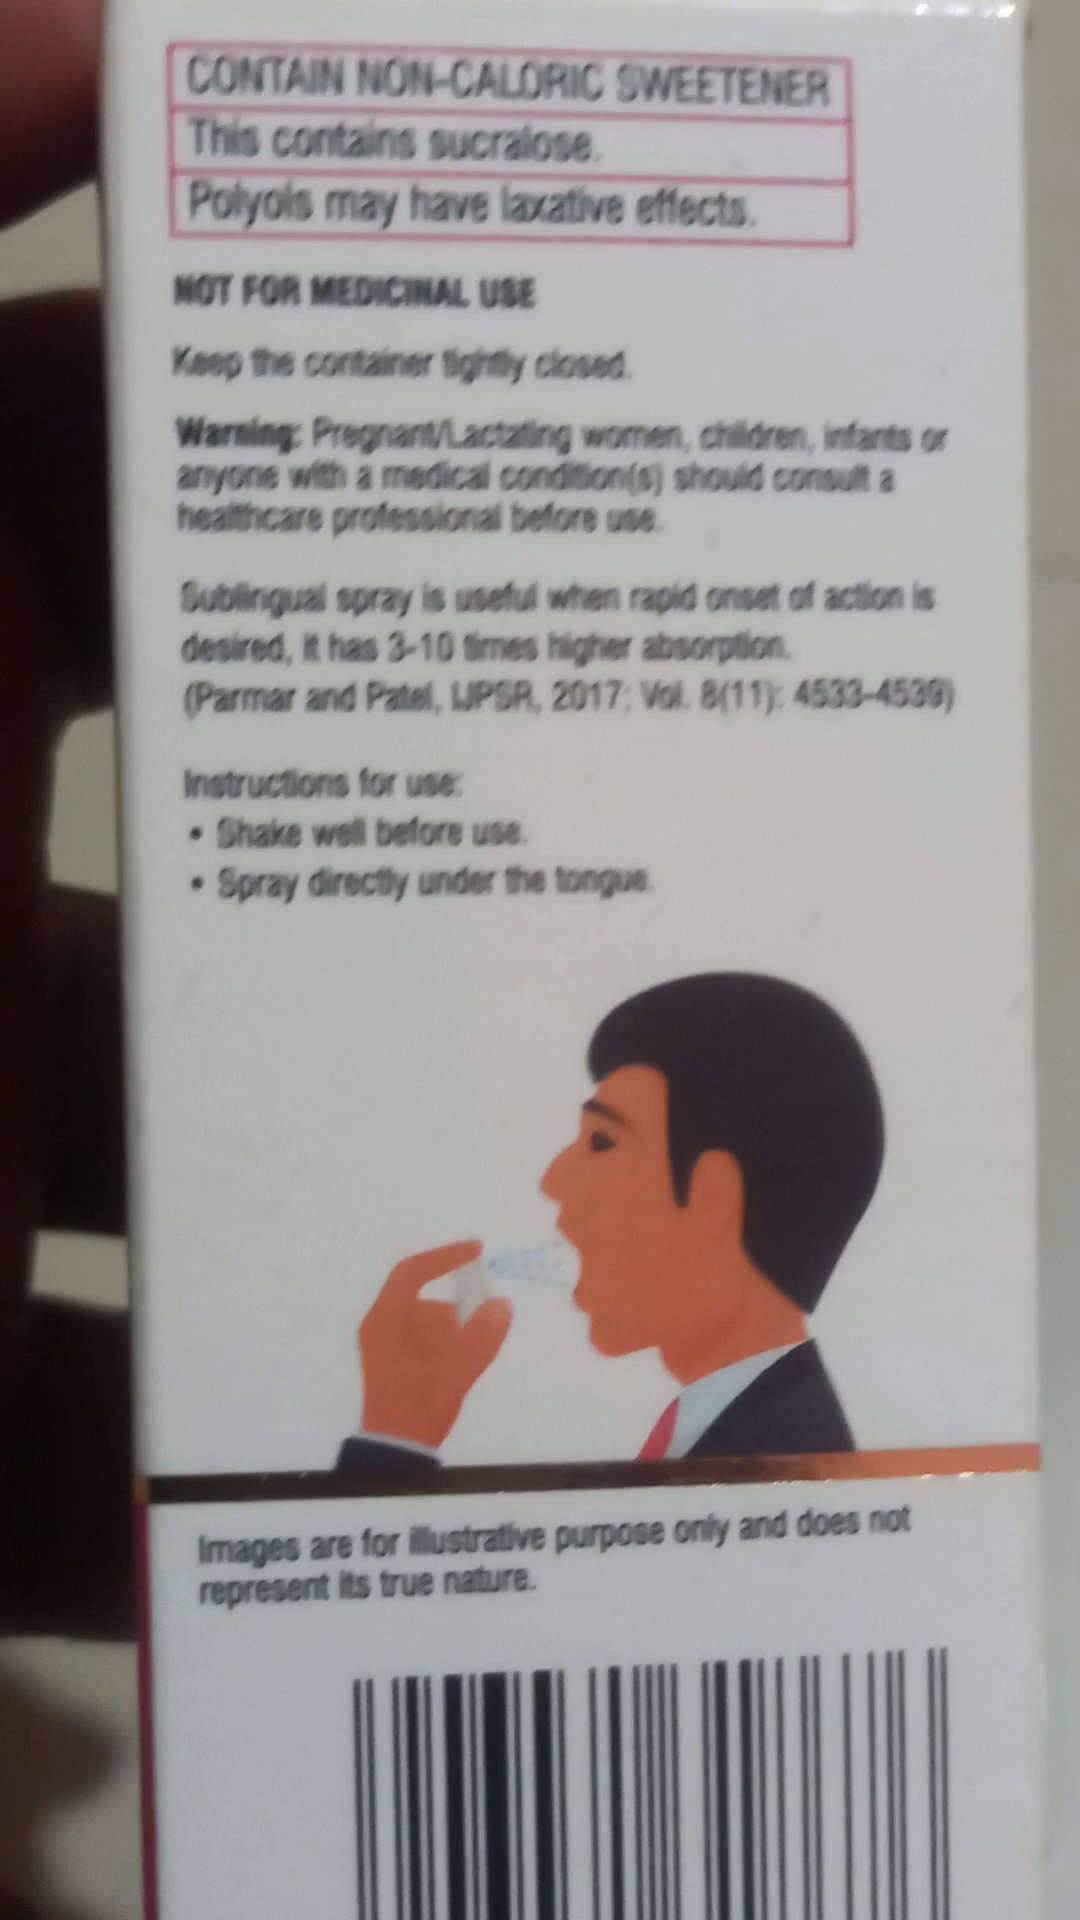 CONTAIN NON-CALORIC SWEETENER
This contains sucralose.
Polyols may have laxative effects.
NOT FOR MEDICINAL USE
Keep the container tightly closed.
Warning: Pregnant/Lactating women, children, infants or
anyone with a medical condition(s) should consult a
healthcare professional before use.
Sublingual spray is useful when rapid onset of action is
desired, it has 3-10 times higher absorption.
(Parmar and Patel, IJPSR, 2017; Vol. 8(11): 4533-4539)
Instructions for use:
• Shake well before use.
• Spray directly under the tongue.
Images are for illustrative purpose only and does not
represent its true nature.